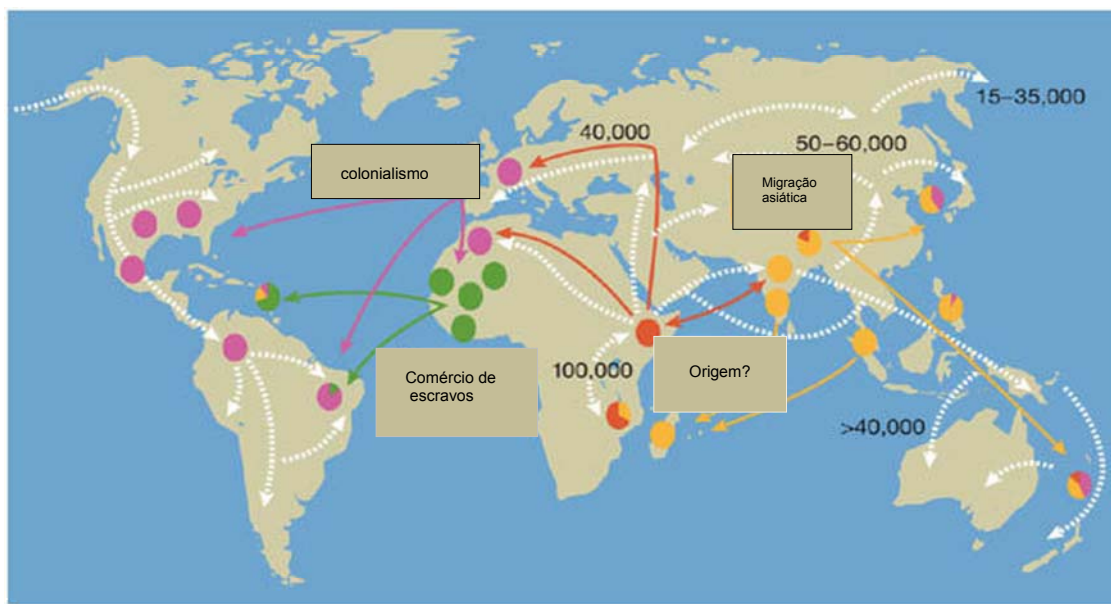 15–35,000
40,000
50–60,000
colonialismo
Migração
asiática
Comércio de
escravos
100,000
Origem?
>40,000